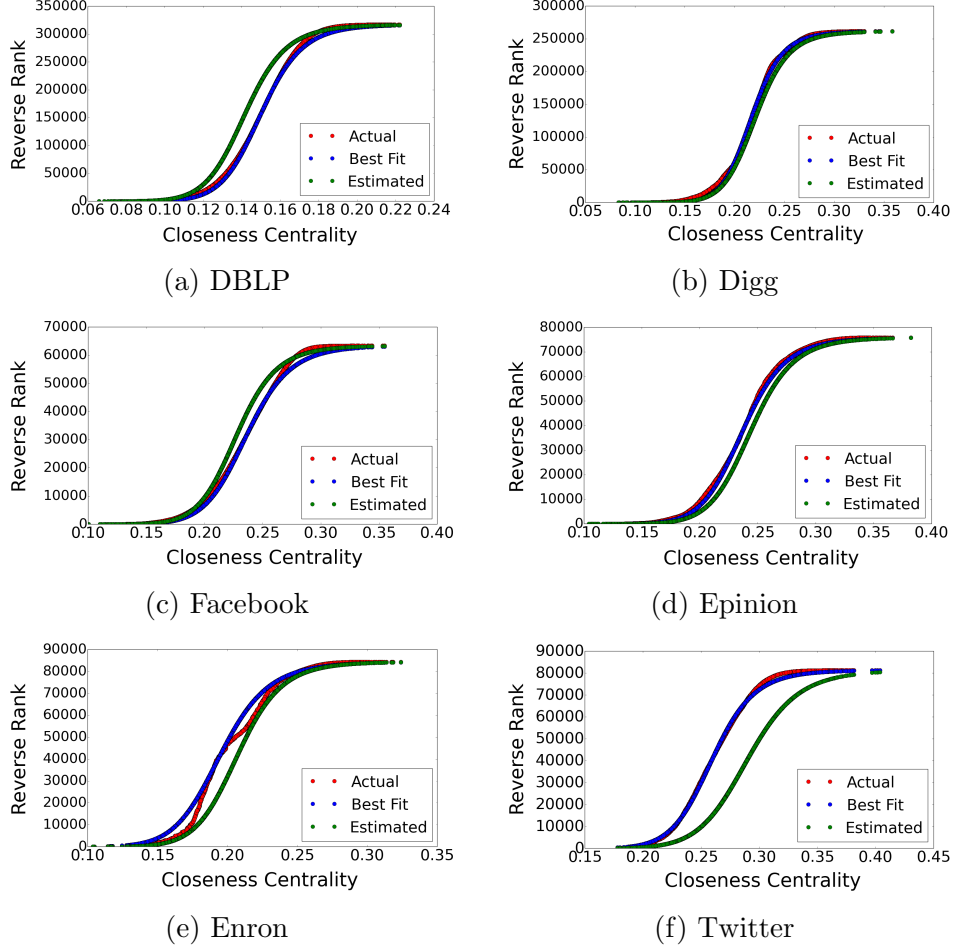 350000
300000
250000
200000
150000
100000
50000
0
Reverse Rank
0.06 0.08 0.10 0.12 0.14 0.16 0.18 0.20 0.22 0.24
Closeness Centrality
Actual
Best Fit
Estimated
(a) DBLP
300000
250000
200000
150000
100000
50000
0
Reverse Rank
0.05 0.10 0.15 0.20 0.25 0.30 0.35 0.40
Closeness Centrality
Actual
Best Fit
Estimated
(b) Digg
70000
60000
50000
40000
30000
20000
10000
0
Reverse Rank
0.10 0.15 0.20 0.25 0.30 0.35 0.40
Closeness Centrality
Actual
Best Fit
Estimated
(c) Facebook
80000
70000
60000
50000
40000
30000
20000
10000
0
Reverse Rank
0.10 0.15 0.20 0.25 0.30 0.35 0.40
Closeness Centrality
Actual
Best Fit
Estimated
(d) Epinion
90000
80000
70000
60000
50000
40000
30000
20000
10000
0
Reverse Rank
0.10 0.15 0.20 0.25 0.30 0.35
Closeness Centrality
Actual
Best Fit
Estimated
(e) Enron
90000
80000
70000
60000
50000
40000
30000
20000
10000
0
Reverse Rank
0.15 0.20 0.25 0.30 0.35 0.40 0.45
Closeness Centrality
Actual
Best Fit
Estimated
(f) Twitter